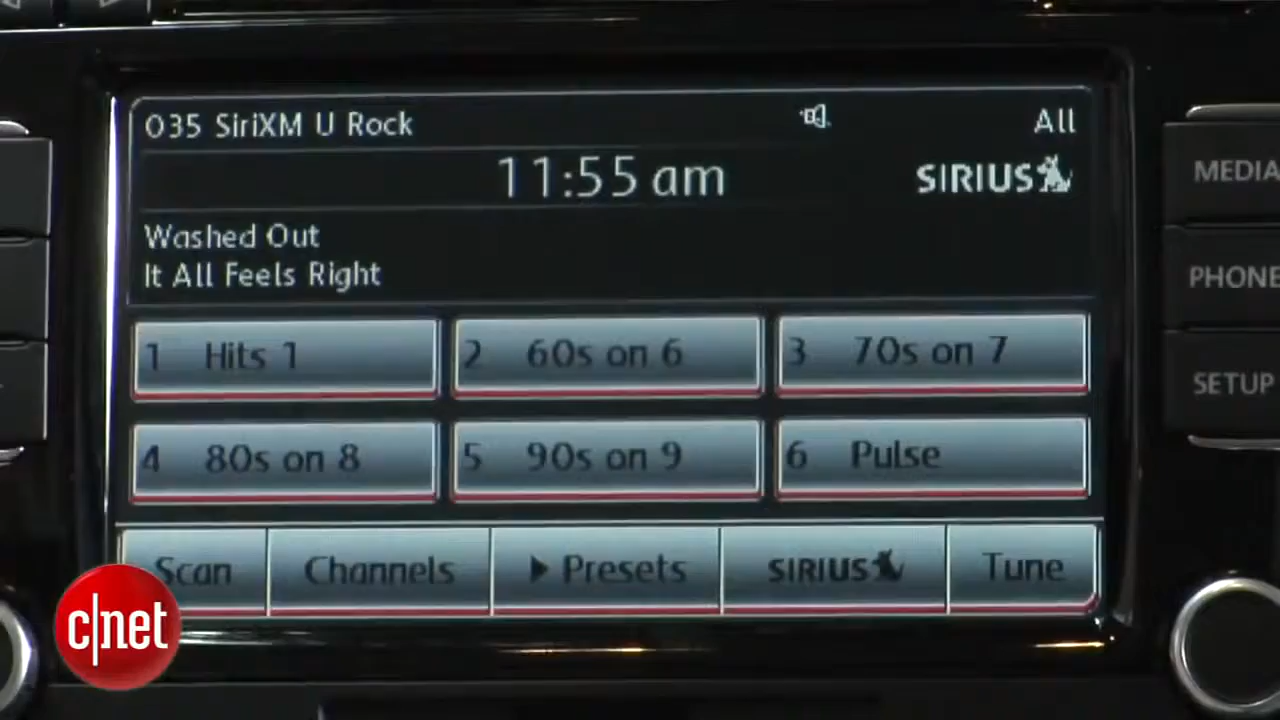 035 SiriXM U Rock
All
11:55 am
SIRIUS
Washed Out
It All Feels Right
1 Hits 1
2 60s on 6
3 70s on 7
4 80s on 8
5 90s on 9
6 Pulse
Scan
Channels
Presets
SIRIUS
Tune
MEDIA
PHONE
SETUP
c|net